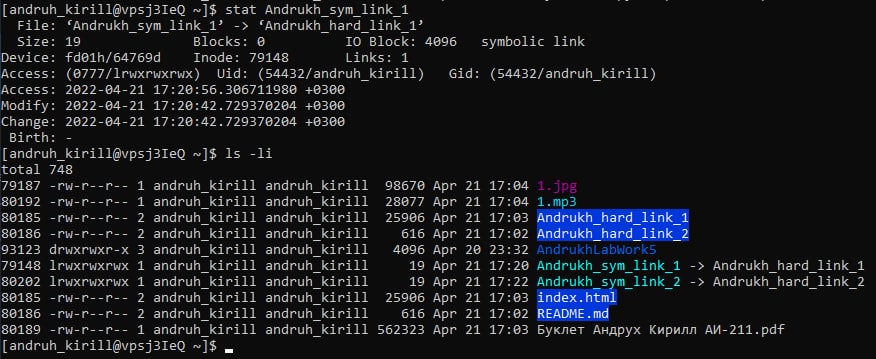 [andruh_kirill@vpsj3IeQ ~]$ stat Andrukh_sym_link_1
  File: ‘Andrukh_sym_link_1’ -> ‘Andrukh_hard_link_1’
  Size: 19              Blocks: 0          IO Block: 4096   symbolic link
Device: fd01h/64769d    Inode: 79148       Links: 1
Access: (0777/lrwxrwxrwx)  Uid: (54432/andruh_kirill)   Gid: (54432/andruh_kirill)
Access: 2022-04-21 17:20:56.306711980 +0300
Modify: 2022-04-21 17:20:42.729370204 +0300
Change: 2022-04-21 17:20:42.729370204 +0300
 Birth: -
[andruh_kirill@vpsj3IeQ ~]$ ls -li
total 748
79187 -rw-r--r-- 1 andruh_kirill andruh_kirill  98670 Apr 21 17:04 1.jpg
80192 -rw-r--r-- 1 andruh_kirill andruh_kirill  28077 Apr 21 17:04 1.mp3
80185 -rw-r--r-- 2 andruh_kirill andruh_kirill  25906 Apr 21 17:03 Andrukh_hard_link_1
80186 -rw-r--r-- 2 andruh_kirill andruh_kirill    616 Apr 21 17:02 Andrukh_hard_link_2
93123 drwxrwxr-x 3 andruh_kirill andruh_kirill   4096 Apr 20 23:32 AndrukhLabWork5
79148 lrwxrwxrwx 1 andruh_kirill andruh_kirill     19 Apr 21 17:20 Andrukh_sym_link_1 -> Andrukh_hard_link_1
80202 lrwxrwxrwx 1 andruh_kirill andruh_kirill     19 Apr 21 17:22 Andrukh_sym_link_2 -> Andrukh_hard_link_2
80185 -rw-r--r-- 2 andruh_kirill andruh_kirill  25906 Apr 21 17:03 index.html
80186 -rw-r--r-- 2 andruh_kirill andruh_kirill    616 Apr 21 17:02 README.md
80189 -rw-r--r-- 1 andruh_kirill andruh_kirill 562323 Apr 21 17:03 Буклет Андрух Кирилл АИ-211.pdf
[andruh_kirill@vpsj3IeQ ~]$